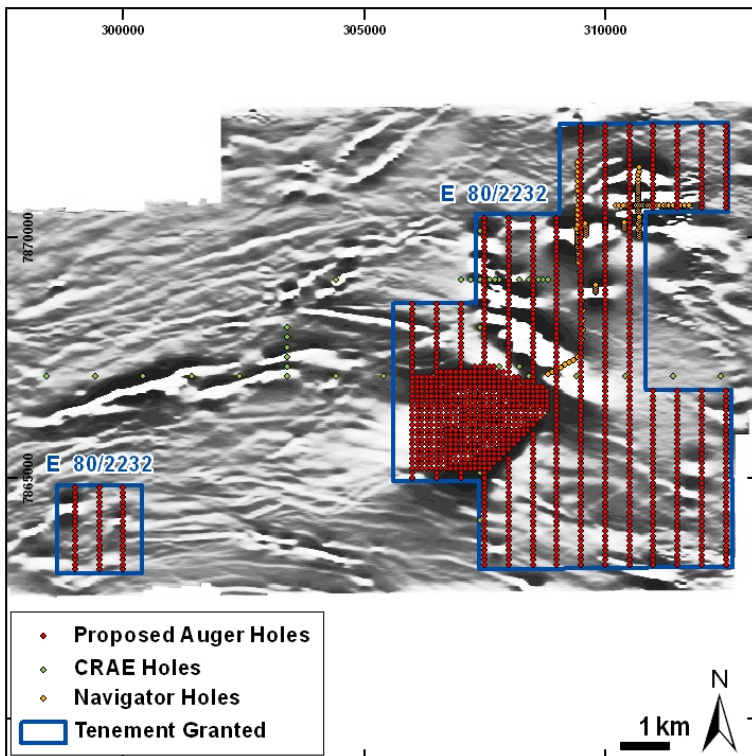 300000 305000 310000
E 80/2232
7870000
E 80/2232
7865000
Proposed Auger Holes
CRAE Holes
Navigator Holes
Tenement Granted
N
1 km